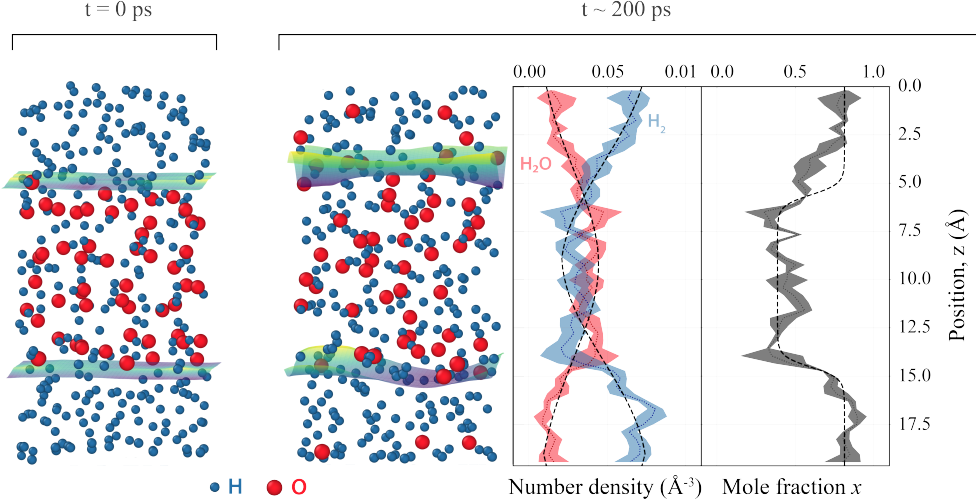 t = 0 ps
t ~ 200 ps
0.00 0.05 0.01
0.0 0.5 1.0
H₂
H₂O
0.0
2.5
5.0
7.5
10.0
12.5
15.0
17.5
Position, z (Å)
H O
Number density (Å⁻³)
Mole fraction x